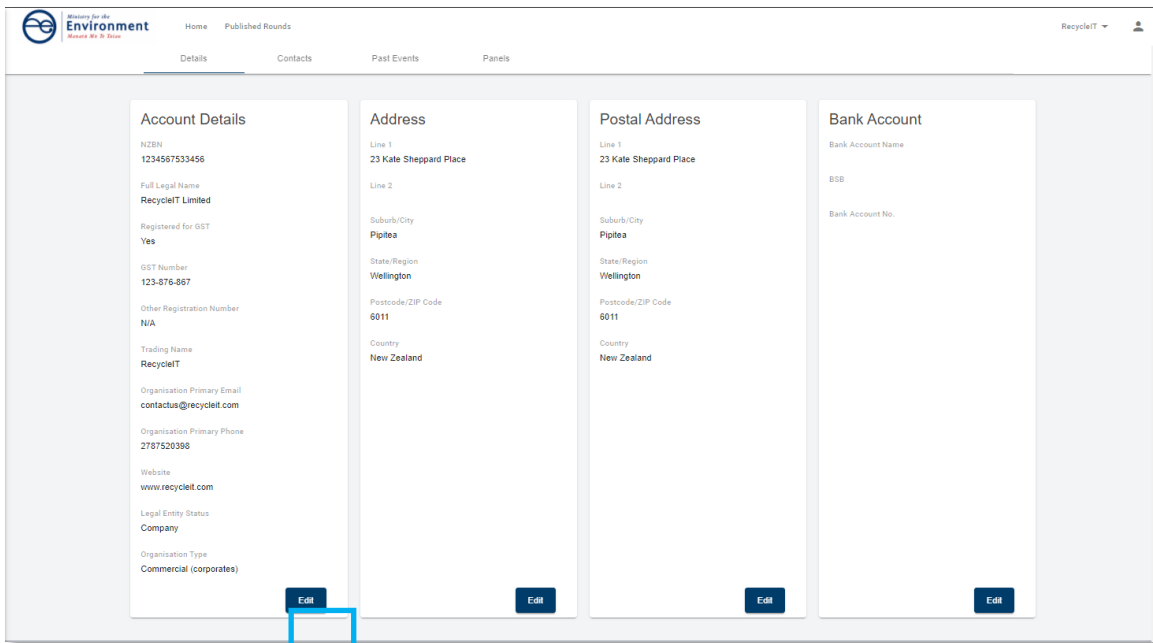 Ministry for the
Environment
Manatū Mō Te Taiao
Home
Published Rounds
RecycleIT
Details
Contacts
Past Events
Panels
Account Details
NZBN
1234567533456
Full Legal Name
RecycleIT Limited
Registered for GST
Yes
GST Number
123-876-867
Other Registration Number
N/A
Trading Name
RecycleIT
Organisation Primary Email
contactus@recycleit.com
Organisation Primary Phone
2787520398
Website
www.recycleit.com
Legal Entity Status
Company
Organisation Type
Commercial (corporates)
Edit
Address
Line 1
23 Kate Sheppard Place
Line 2
Suburb/City
Pipitea
State/Region
Wellington
Postcode/ZIP Code
6011
Country
New Zealand
Edit
Postal Address
Line 1
23 Kate Sheppard Place
Line 2
Suburb/City
Pipitea
State/Region
Wellington
Postcode/ZIP Code
6011
Country
New Zealand
Edit
Bank Account
Bank Account Name
BSB
Bank Account No.
Edit